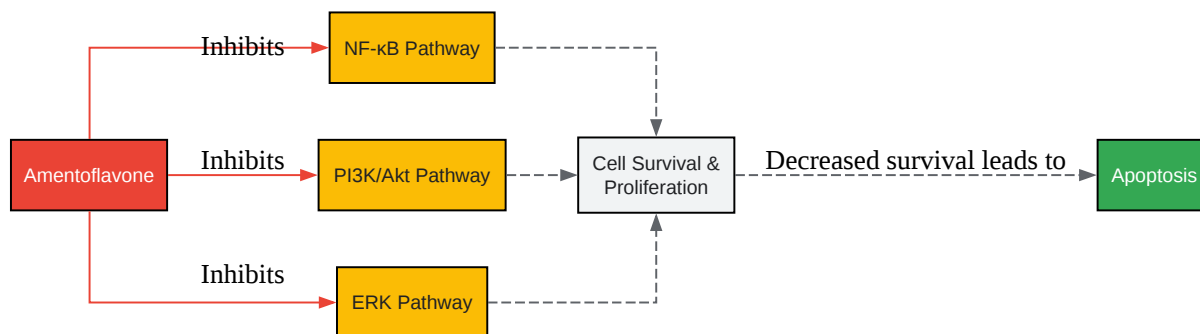 Inhibits
NF-κB Pathway
Amentoflavone
Inhibits
PI3K/Akt Pathway
Cell Survival &
Proliferation
Decreased survival leads to
Apoptosis
Inhibits
ERK Pathway